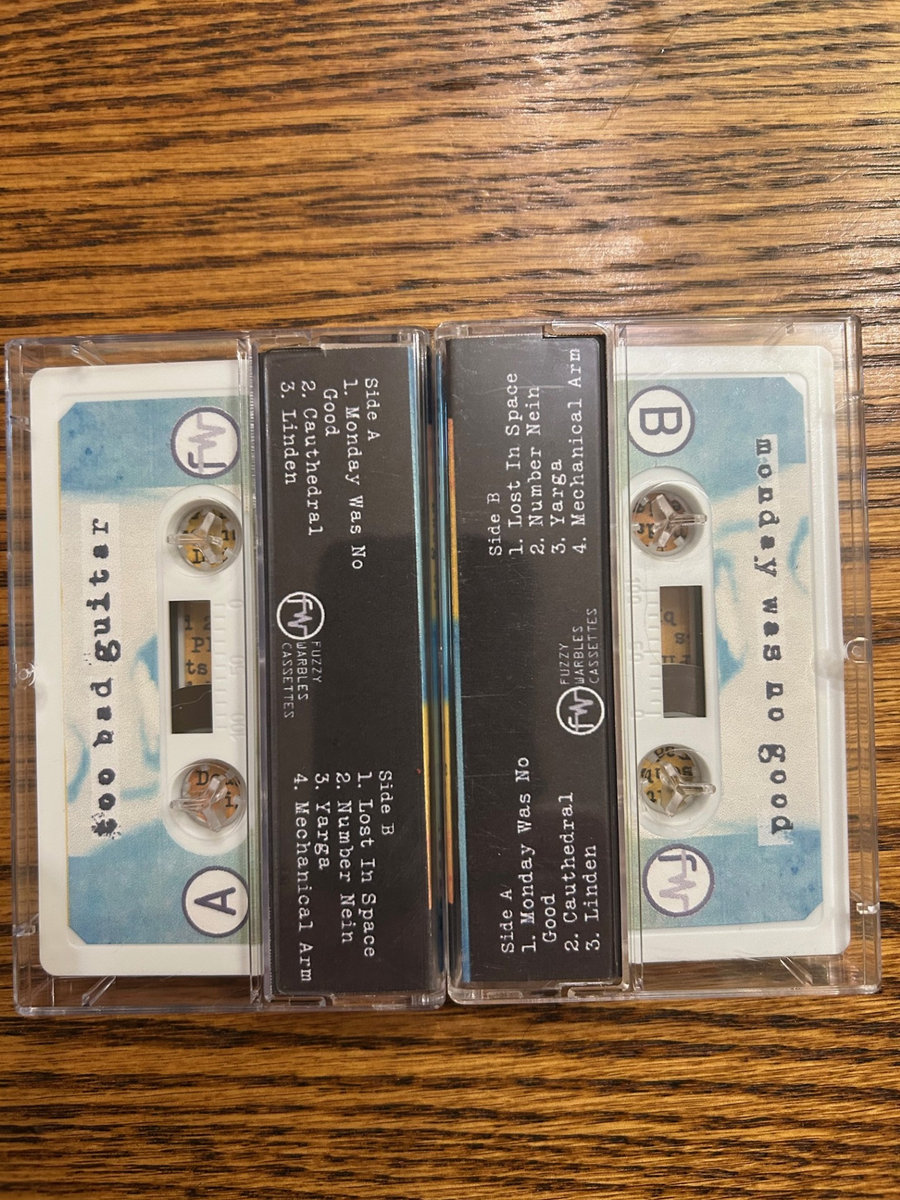 too bad guitar
A
FW
Side A
1. Monday Was No
Good
2. Cauthedral
3. Linden
FW
FUZZY
WARBLES
CASSETTES
Side B
1. Lost In Space
2. Number Nein
3. Yarga
4. Mechanical Arm
Side A
1. Monday Was No
Good
2. Cauthedral
3. Linden
FW
FUZZY
WARBLES
CASSETTES
Side B
1. Lost In Space
2. Number Nein
3. Yarga
4. Mechanical Arm
monday was no good
B
FW